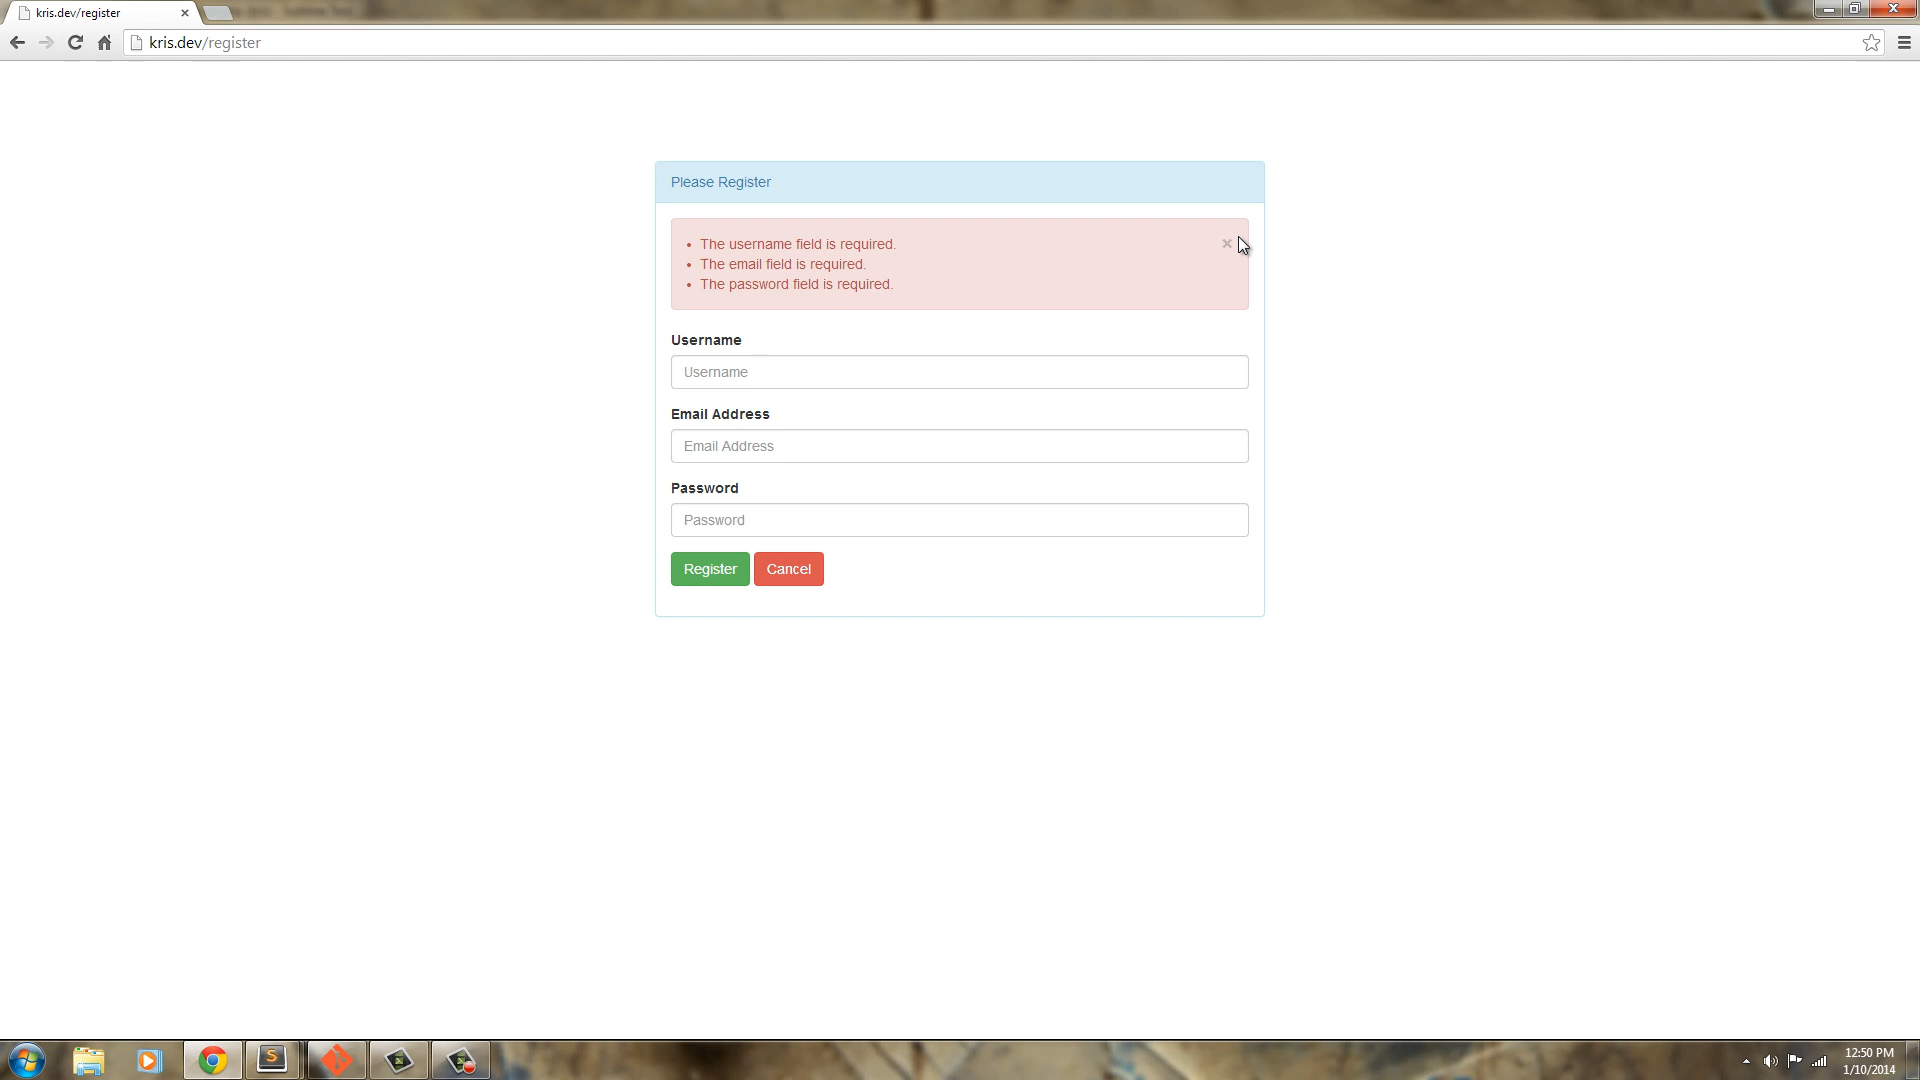 kris.dev/register
kris.dev/register
Please Register
The username field is required.
The email field is required.
The password field is required.
Username
Username
Email Address
Email Address
Password
Password
Register Cancel
12:50 PM
1/10/2014